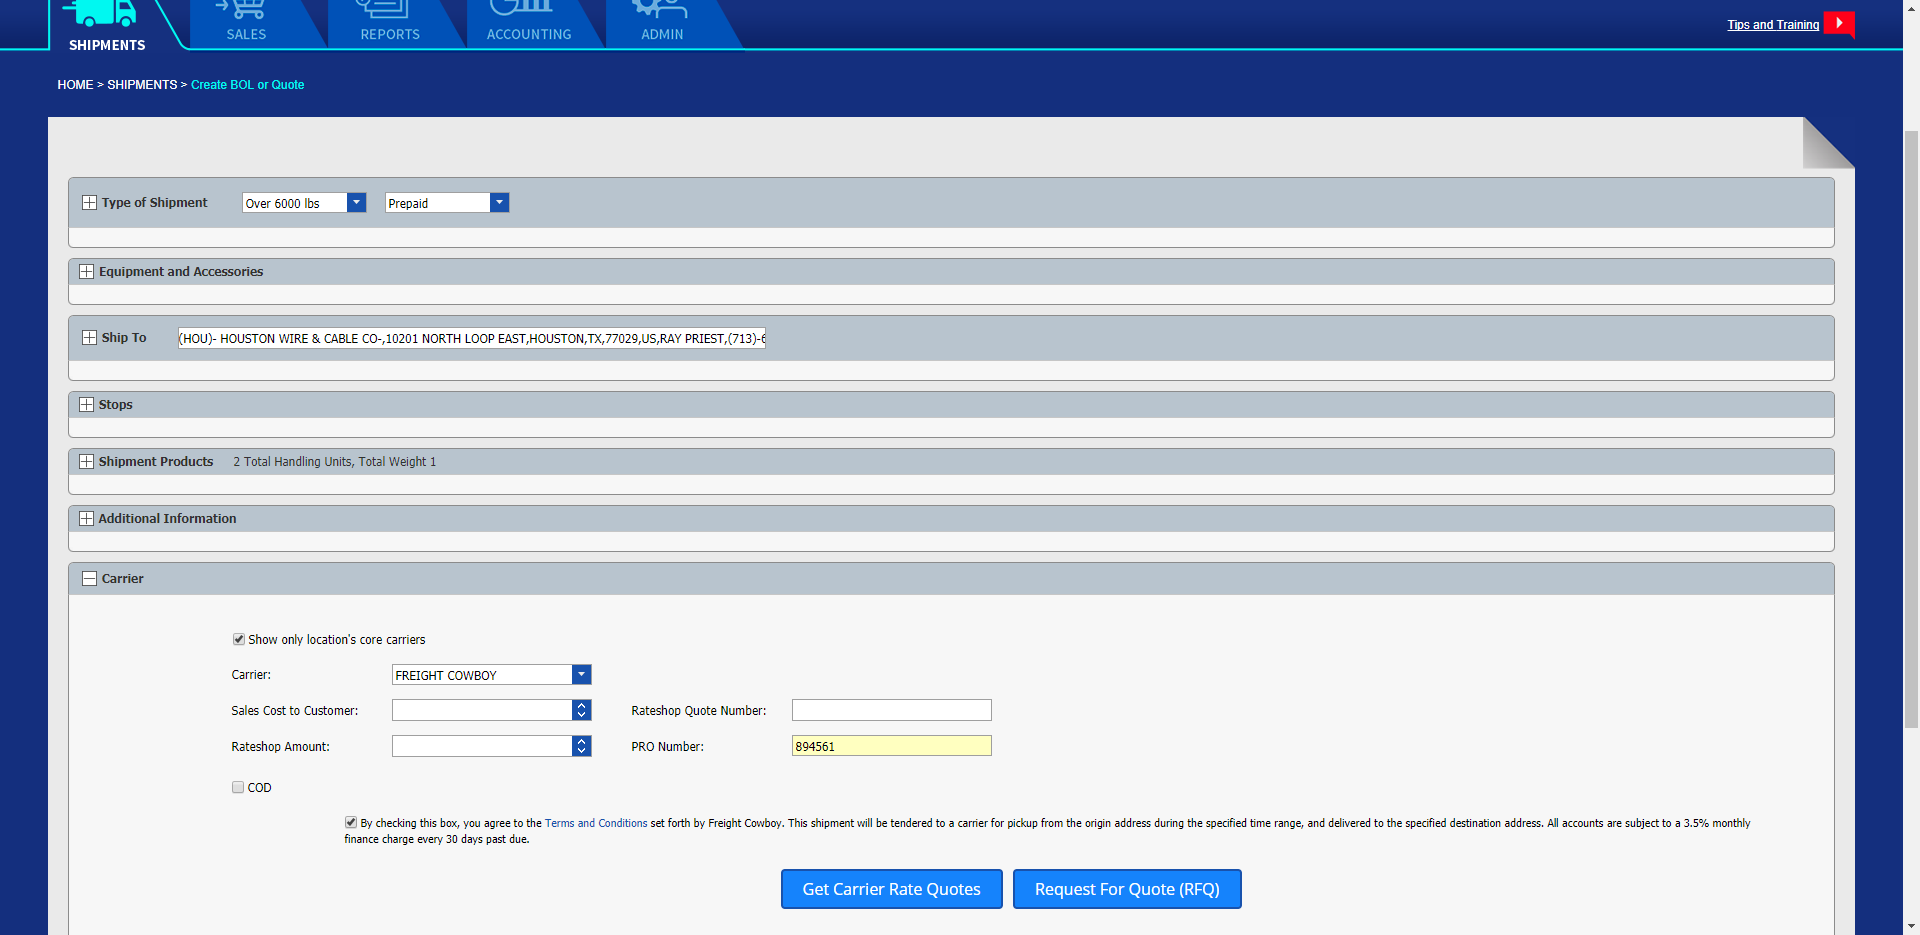 SHIPMENTS
SALES
REPORTS
ACCOUNTING
ADMIN
Tips and Training
HOME > SHIPMENTS > Create BOL or Quote
Type of Shipment Over 6000 lbs Prepaid
Equipment and Accessories
Ship To (HOU)- HOUSTON WIRE & CABLE CO-,10201 NORTH LOOP EAST,HOUSTON,TX,77029,US,RAY PRIEST,(713)-6
Stops
Shipment Products 2 Total Handling Units, Total Weight 1
Additional Information
Carrier
Show only location's core carriers
Carrier: FREIGHT COWBOY
Sales Cost to Customer: Rateshop Quote Number:
Rateshop Amount: PRO Number: 894561
COD
By checking this box, you agree to the Terms and Conditions set forth by Freight Cowboy. This shipment will be tendered to a carrier for pickup from the origin address during the specified time range, and delivered to the specified destination address. All accounts are subject to a 3.5% monthly
finance charge every 30 days past due.
Get Carrier Rate Quotes Request For Quote (RFQ)